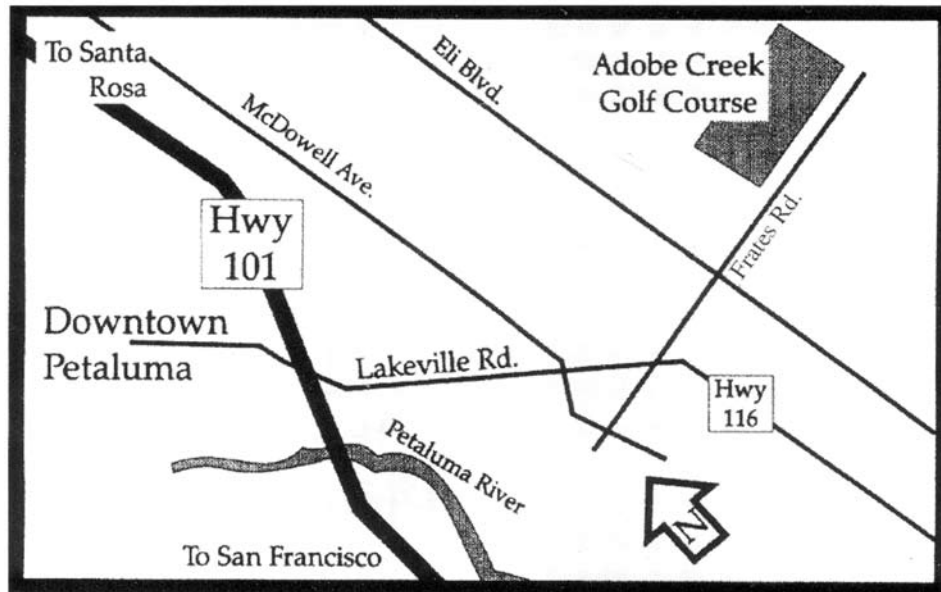 To Santa
Rosa
McDowell Ave.
Eli Blvd.
Adobe Creek
Golf Course
Hwy
101
Frates Rd.
Downtown
Petaluma
Lakeville Rd.
Hwy
116
Petaluma River
To San Francisco
N